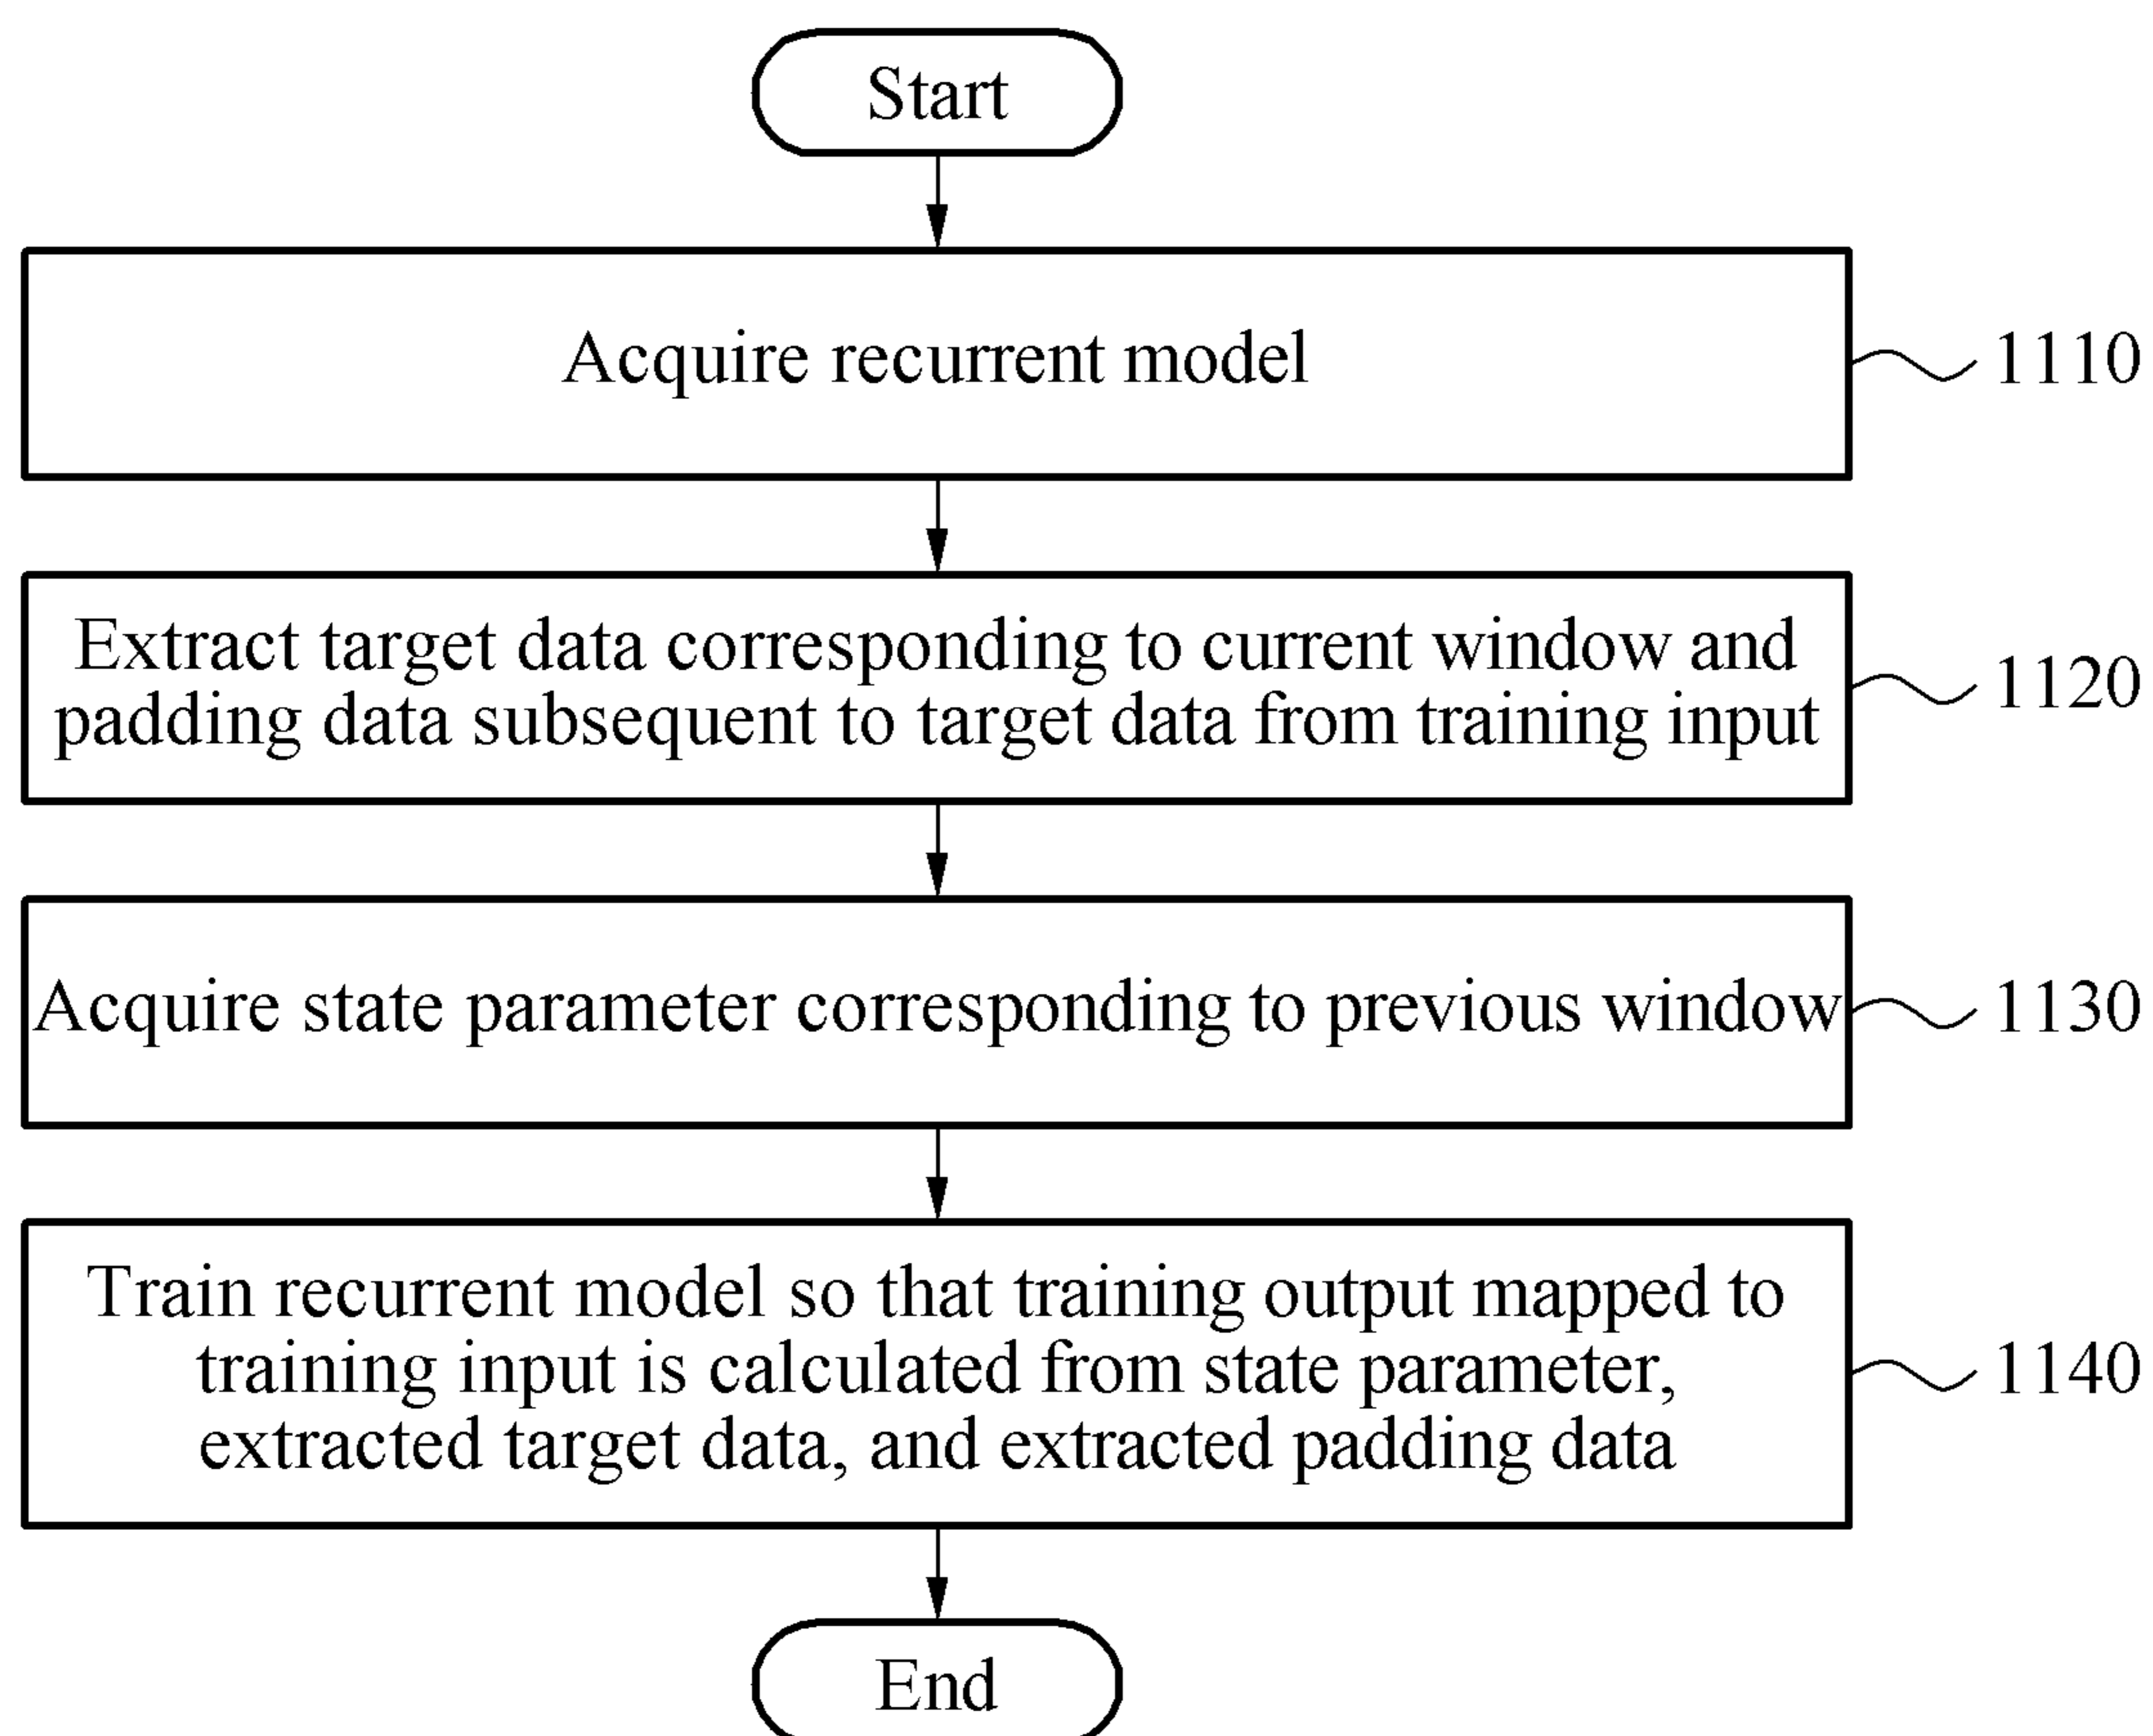 Start
Acquire recurrent model
1110
Extract target data corresponding to current window and
padding data subsequent to target data from training input
1120
Acquire state parameter corresponding to previous window
1130
Train recurrent model so that training output mapped to
training input is calculated from state parameter,
extracted target data, and extracted padding data
1140
End